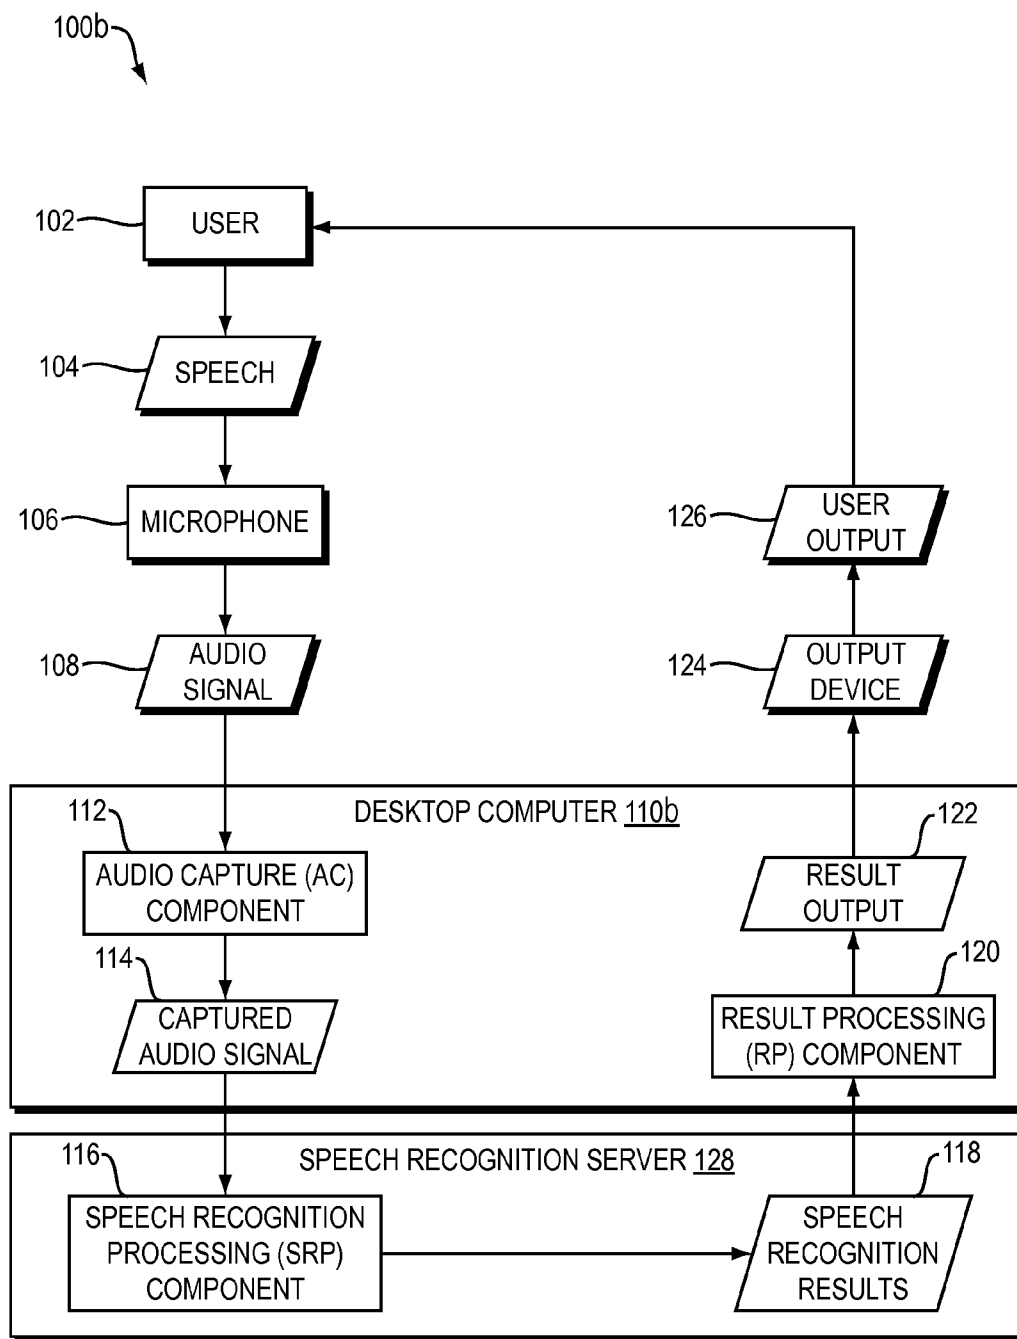 100b
102
USER
104
SPEECH
106
MICROPHONE
126
USER
OUTPUT
108
AUDIO
SIGNAL
124
OUTPUT
DEVICE
DESKTOP COMPUTER 110b
112
AUDIO CAPTURE (AC)
COMPONENT
122
RESULT
OUTPUT
114
CAPTURED
AUDIO SIGNAL
120
RESULT PROCESSING
(RP) COMPONENT
SPEECH RECOGNITION SERVER 128
116
SPEECH RECOGNITION
PROCESSING (SRP)
COMPONENT
118
SPEECH
RECOGNITION
RESULTS